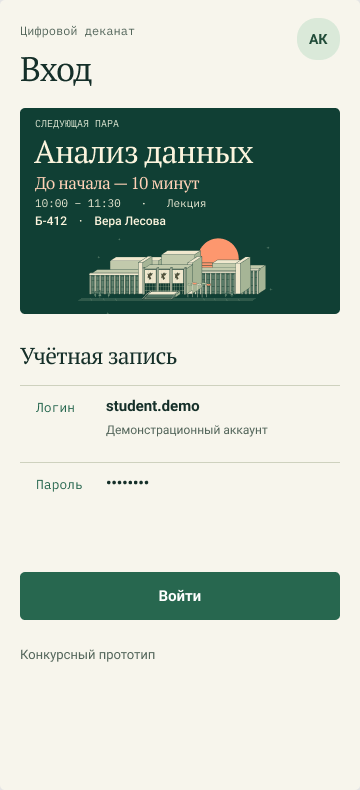 Цифровой деканат
АК
Вход
СЛЕДУЮЩАЯ ПАРА
Анализ данных
До начала — 10 минут
10:00 – 11:30 · Лекция
Б-412 · Вера Лесова
Учётная запись
Логин student.demo
Демонстрационный аккаунт
Пароль ••••••••
Войти
Конкурсный прототип